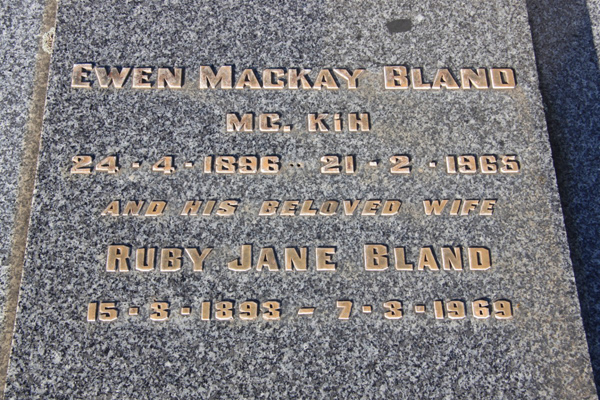 EWEN MACKAY BLAND
MC. KiH
24 · 4 · 1896 - 21 · 2 · 1965
AND HIS BELOVED WIFE
RUBY JANE BLAND
15 · 3 · 1893 - 7 · 3 · 1969